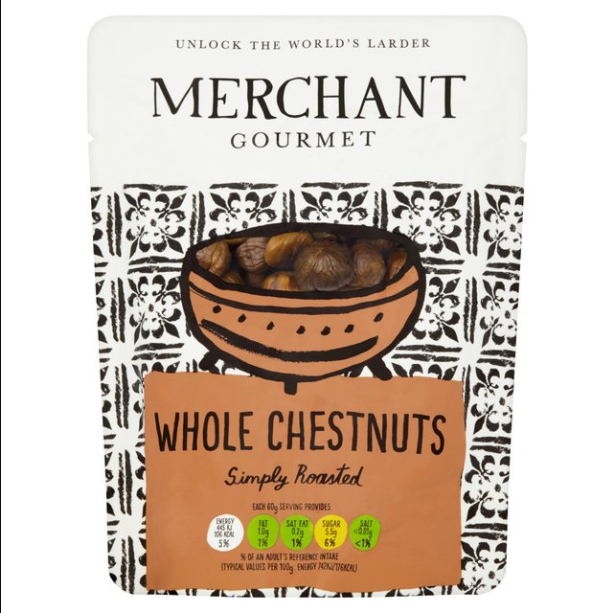 UNLOCK THE WORLD'S LARDER
MERCHANT
GOURMET
WHOLE CHESTNUTS
Simply Roasted
EACH 60g SERVING PROVIDES:
ENERGY
445 KJ
106 KCAL
5%
FAT
1.0g
1%
SAT FAT
0.2g
1%
SUGAR
5.5g
6%
SALT
<0.01g
<1%
% OF AN ADULT'S REFERENCE INTAKE
(TYPICAL VALUES PER 100g: ENERGY 742KJ/176KCAL)